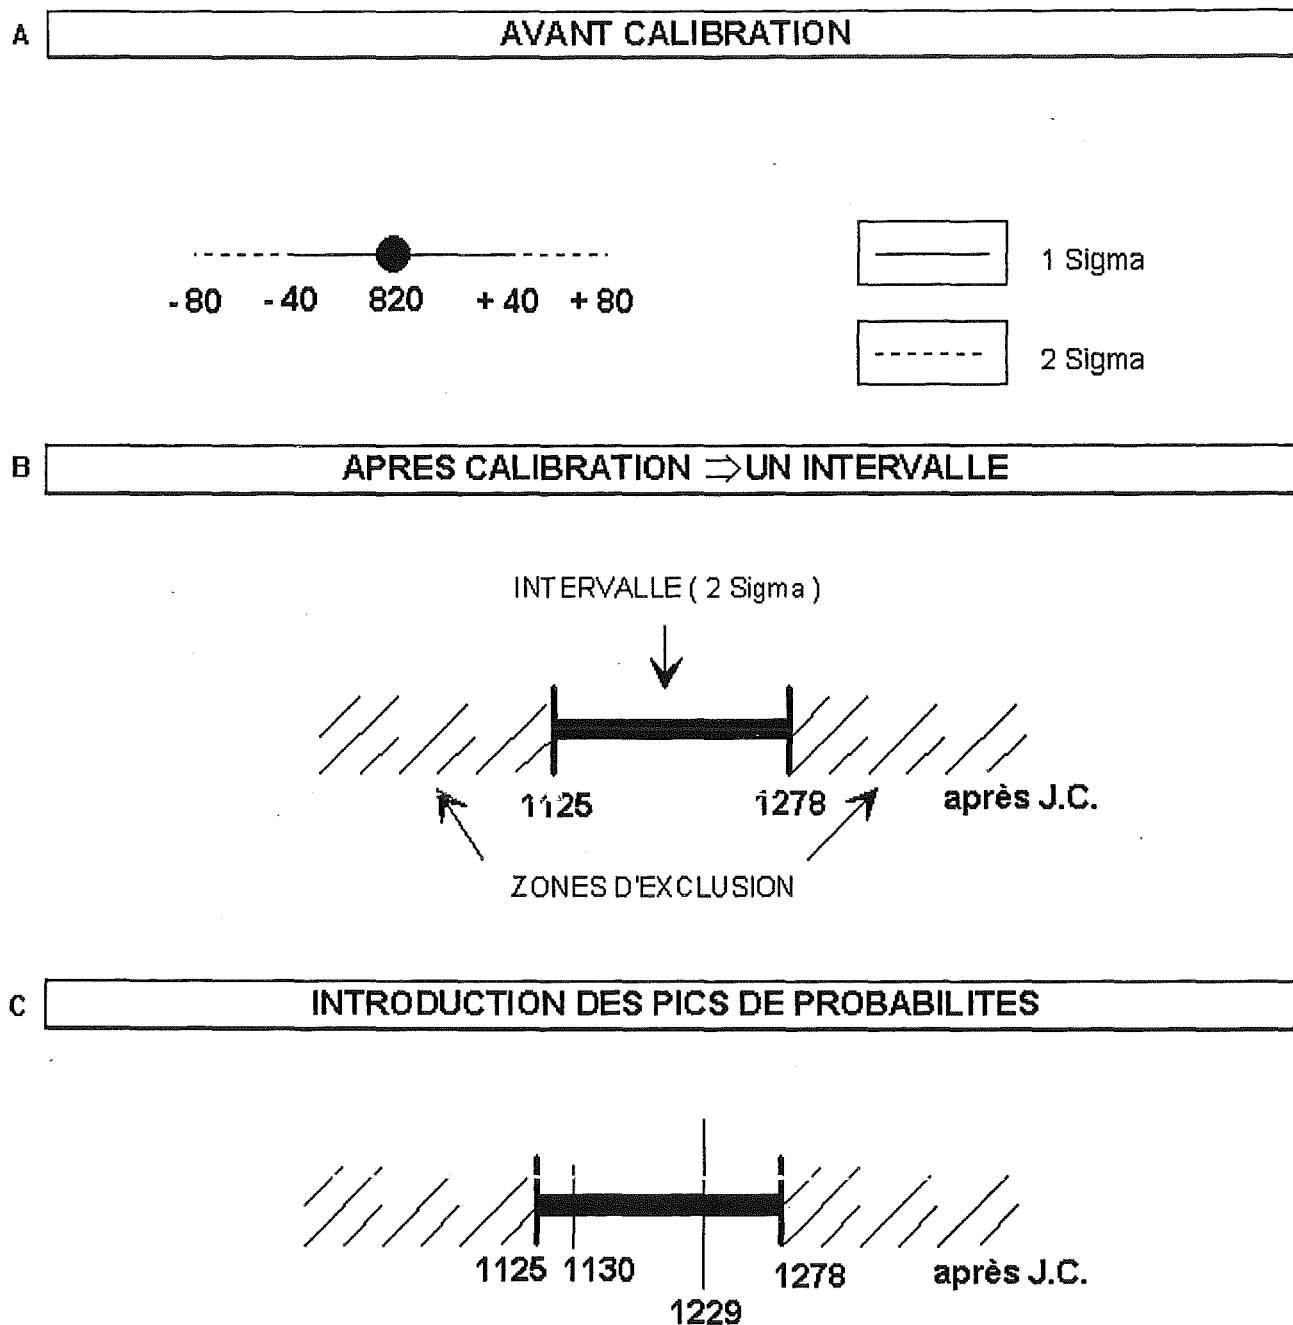 A AVANT CALIBRATION
- 80 - 40 820 + 40 + 80
1 Sigma
2 Sigma
B APRES CALIBRATION ⇒ UN INTERVALLE
INTERVALLE ( 2 Sigma )
1125 1278 après J.C.
ZONES D'EXCLUSION
C INTRODUCTION DES PICS DE PROBABILITES
1125 1130 1278 après J.C.
1229